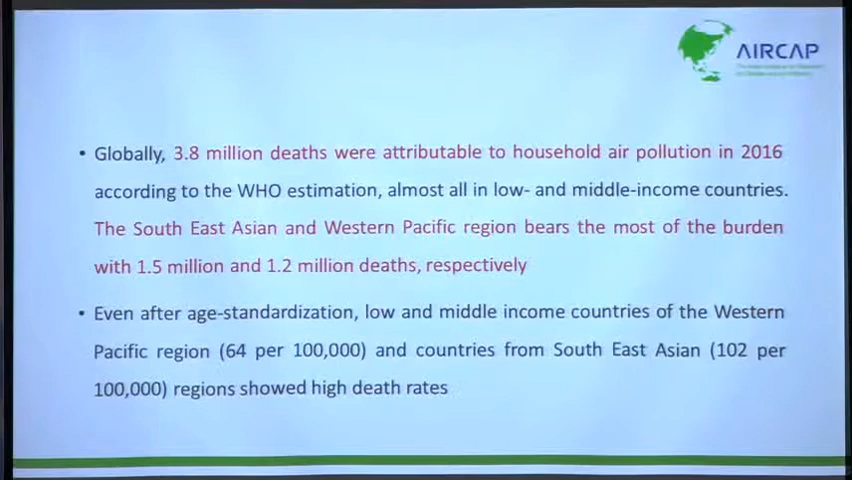 AIRCAP
• Globally, 3.8 million deaths were attributable to household air pollution in 2016
according to the WHO estimation, almost all in low- and middle-income countries.
The South East Asian and Western Pacific region bears the most of the burden
with 1.5 million and 1.2 million deaths, respectively
• Even after age-standardization, low and middle income countries of the Western
Pacific region (64 per 100,000) and countries from South East Asian (102 per
100,000) regions showed high death rates